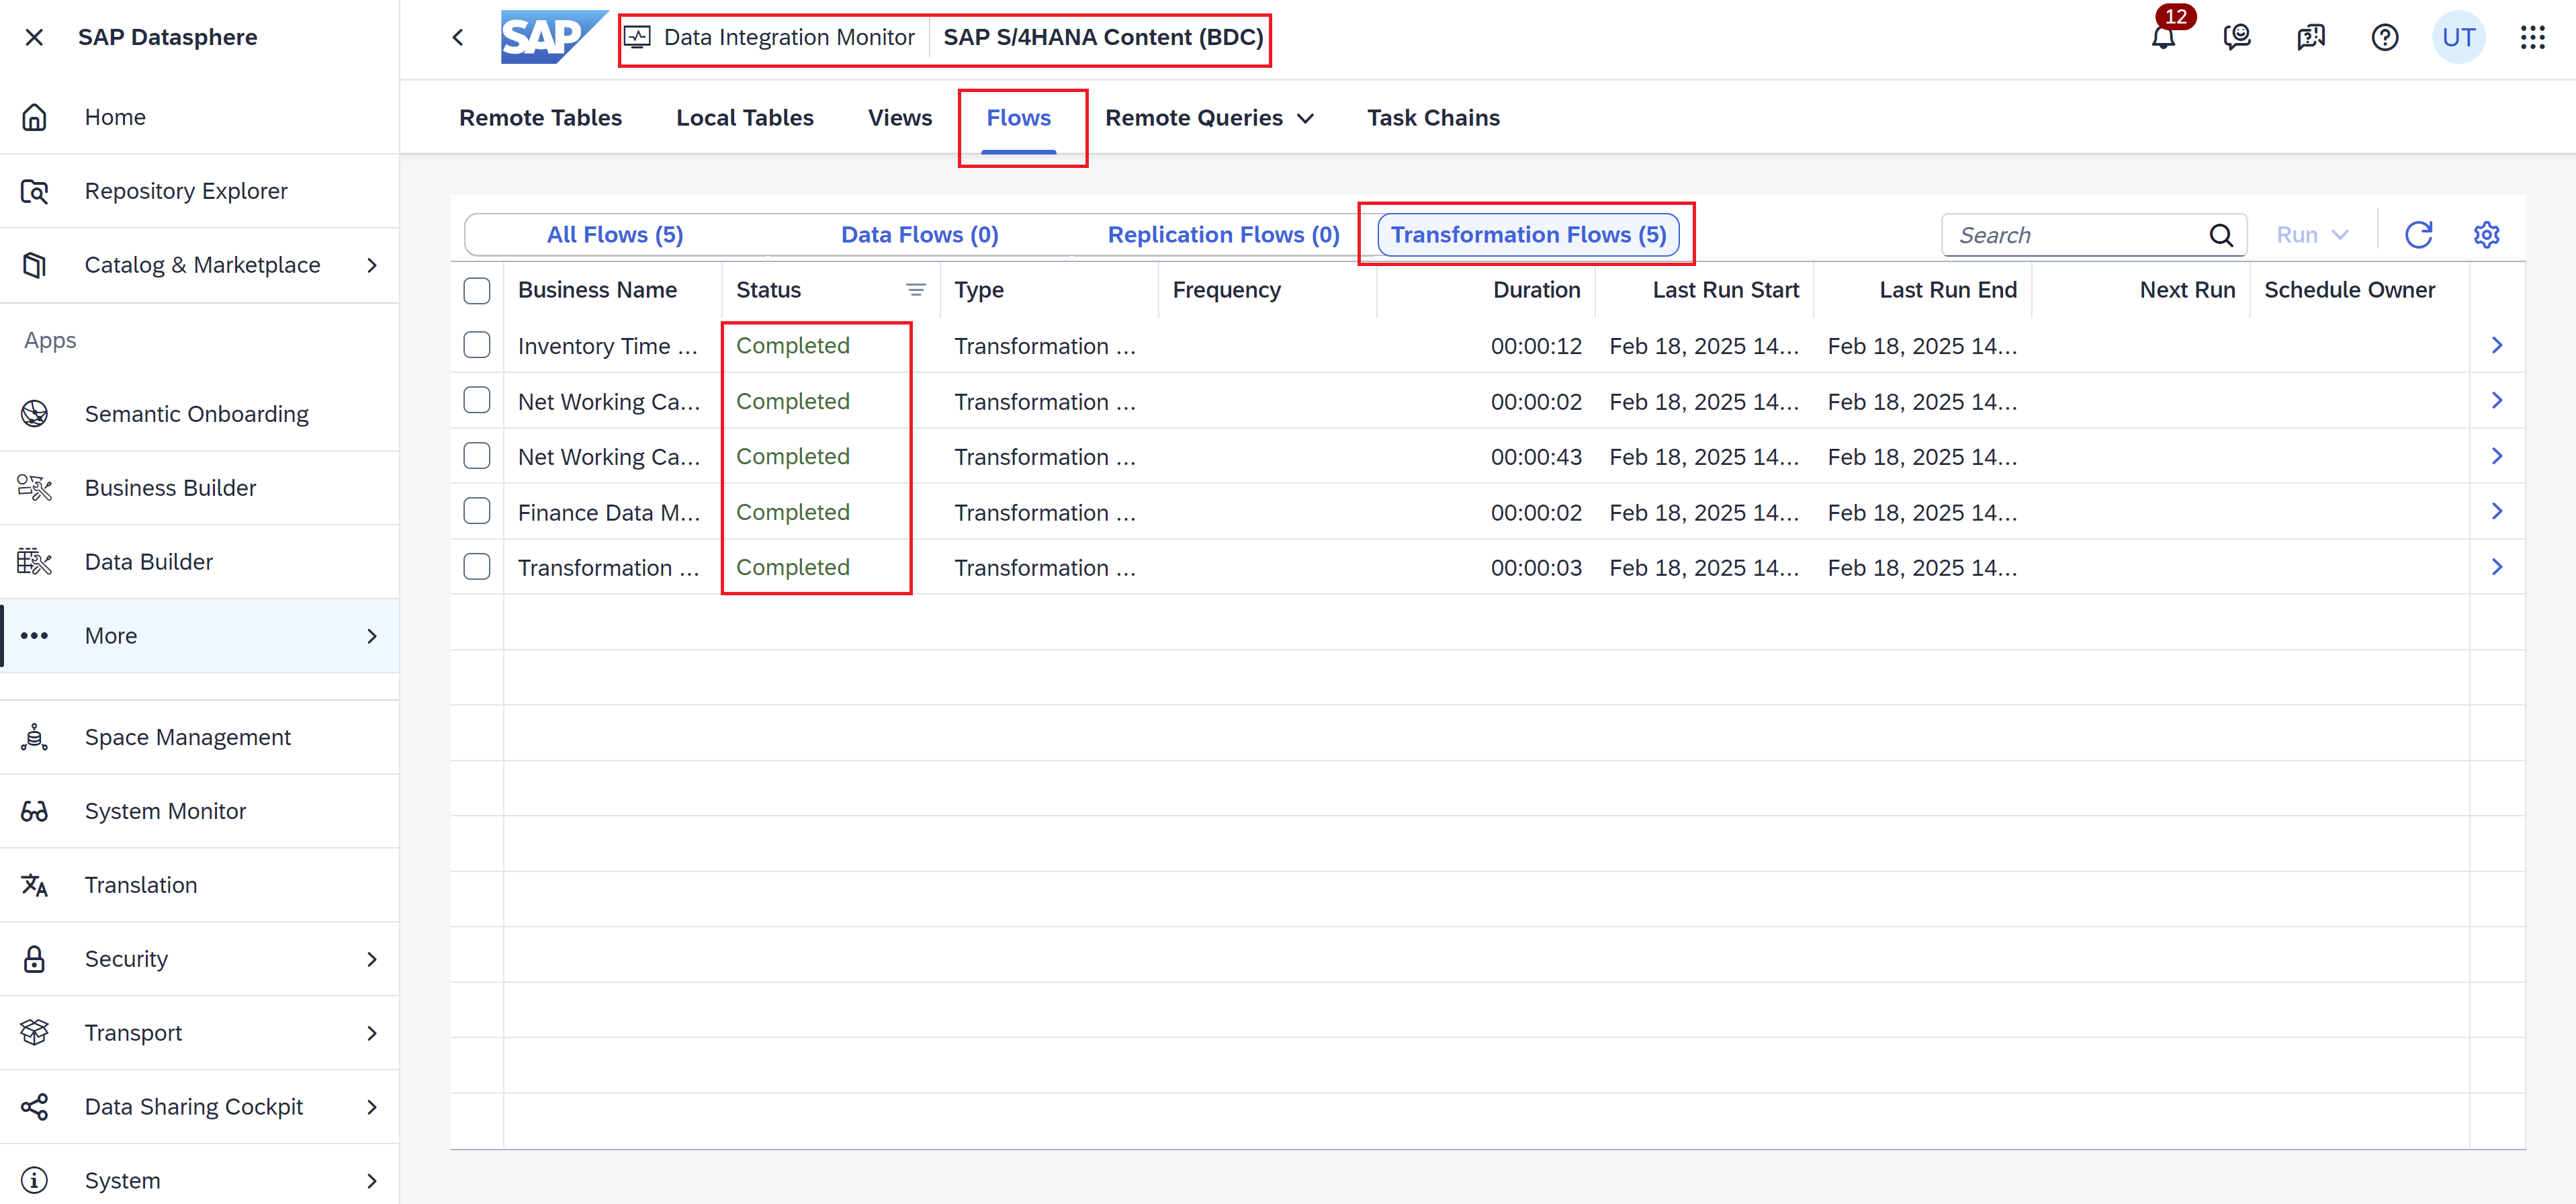 SAP Datasphere
Home
Repository Explorer
Catalog & Marketplace
Apps
Semantic Onboarding
Business Builder
Data Builder
More
Space Management
System Monitor
Translation
Security
Transport
Data Sharing Cockpit
System
SAP Data Integration Monitor SAP S/4HANA Content (BDC) 12 UT
Remote Tables Local Tables Views Flows Remote Queries Task Chains
All Flows (5) Data Flows (0) Replication Flows (0) Transformation Flows (5) Search Run
Business Name Status Type Frequency Duration Last Run Start Last Run End Next Run Schedule Owner
Inventory Time ... Completed Transformation ... 00:00:12 Feb 18, 2025 14... Feb 18, 2025 14...
Net Working Ca... Completed Transformation ... 00:00:02 Feb 18, 2025 14... Feb 18, 2025 14...
Net Working Ca... Completed Transformation ... 00:00:43 Feb 18, 2025 14... Feb 18, 2025 14...
Finance Data M... Completed Transformation ... 00:00:02 Feb 18, 2025 14... Feb 18, 2025 14...
Transformation ... Completed Transformation ... 00:00:03 Feb 18, 2025 14... Feb 18, 2025 14...